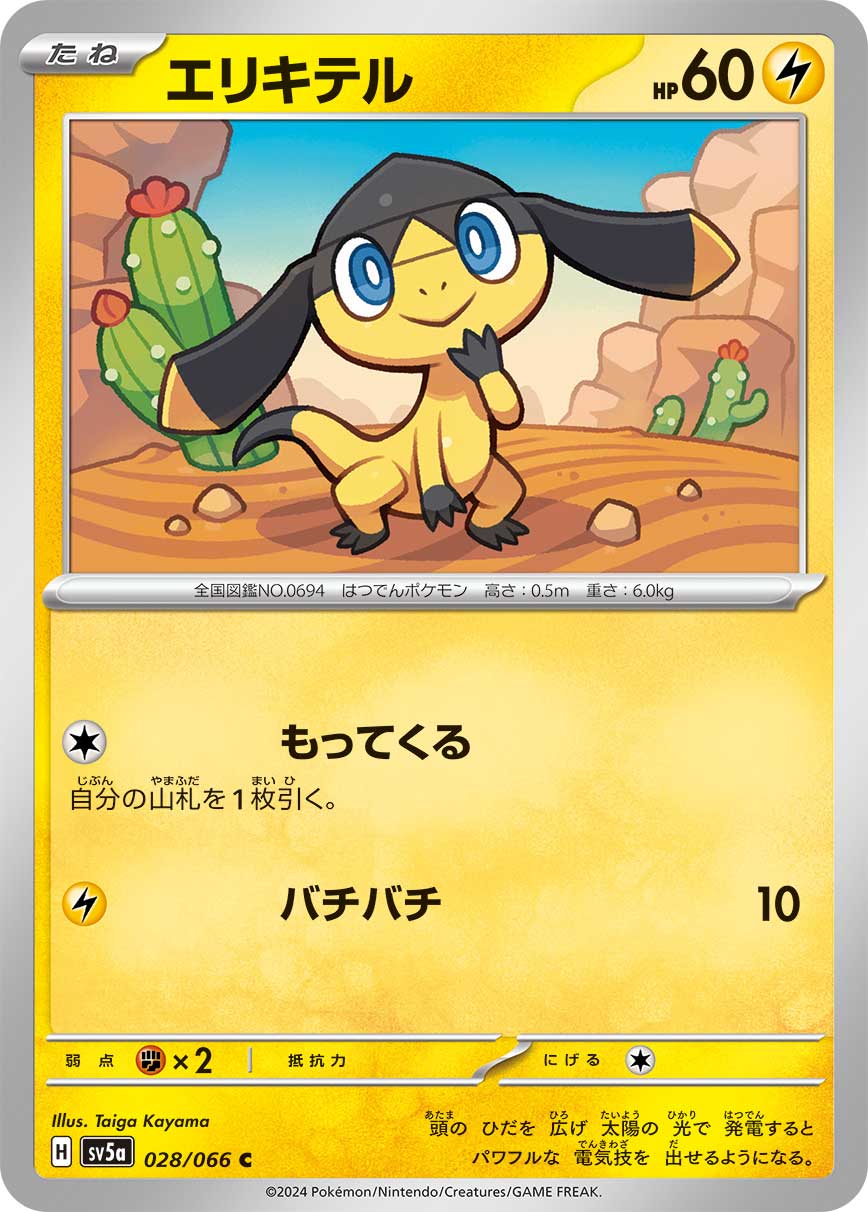 たね エリキテル HP60
全国図鑑NO.0694 はつでんポケモン 高さ:0.5m 重さ:6.0kg
もってくる
自分の山札を1枚引く。
バチバチ 10
弱点 ×2 抵抗力 にげる
Illus. Taiga Kayama
頭の ひだを 広げ 太陽の 光で 発電すると
パワフルな 電気技を 出せるようになる。
H sv5a 028/066 C
©2024 Pokémon/Nintendo/Creatures/GAME FREAK.